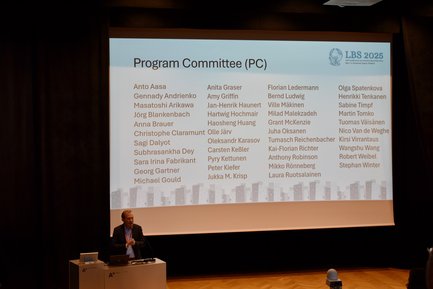 Program Committee (PC)
LBS 2025
Anto Aasa
Gennady Andrienko
Masatoshi Arikawa
Jörg Blankenbach
Anna Brauer
Christophe Claramunt
Sagi Dalyot
Subhrasankha Dey
Sara Irina Fabrikant
Georg Gartner
Michael Gould
Anita Graser
Amy Griffin
Jan-Henrik Haunert
Hartwig Hochmair
Haosheng Huang
Olle Järv
Oleksandr Karasov
Carsten Keßler
Pyry Kettunen
Peter Kiefer
Jukka M. Krisp
Florian Ledermann
Bernd Ludwig
Ville Mäkinen
Milad Malekzadeh
Grant McKenzie
Juha Oksanen
Tumasch Reichenbacher
Kai-Florian Richter
Anthony Robinson
Mikko Rönneberg
Laura Ruotsalainen
Olga Spatenkova
Henrikki Tenkanen
Sabine Timpf
Martin Tomko
Tuomas Väisänen
Nico Van de Weghe
Kirsi Virrantaus
Wangshu Wang
Robert Weibel
Stephan Winter